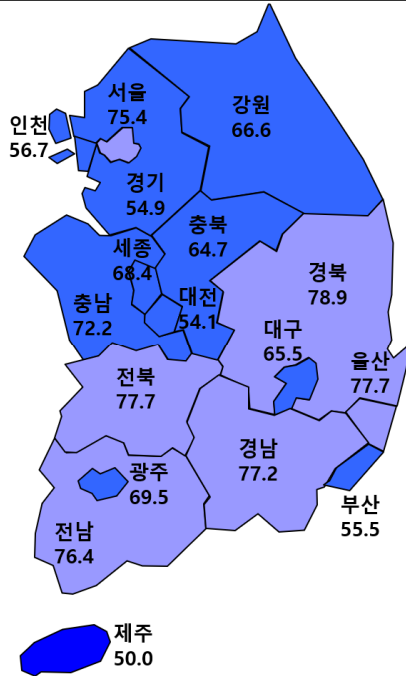 서울
75.4
강원
66.6
인천
56.7
경기
54.9
충북
64.7
세종
68.4
경북
78.9
대전
54.1
충남
72.2
대구
65.5
울산
77.7
전북
77.7
경남
77.2
광주
69.5
부산
55.5
전남
76.4
제주
50.0